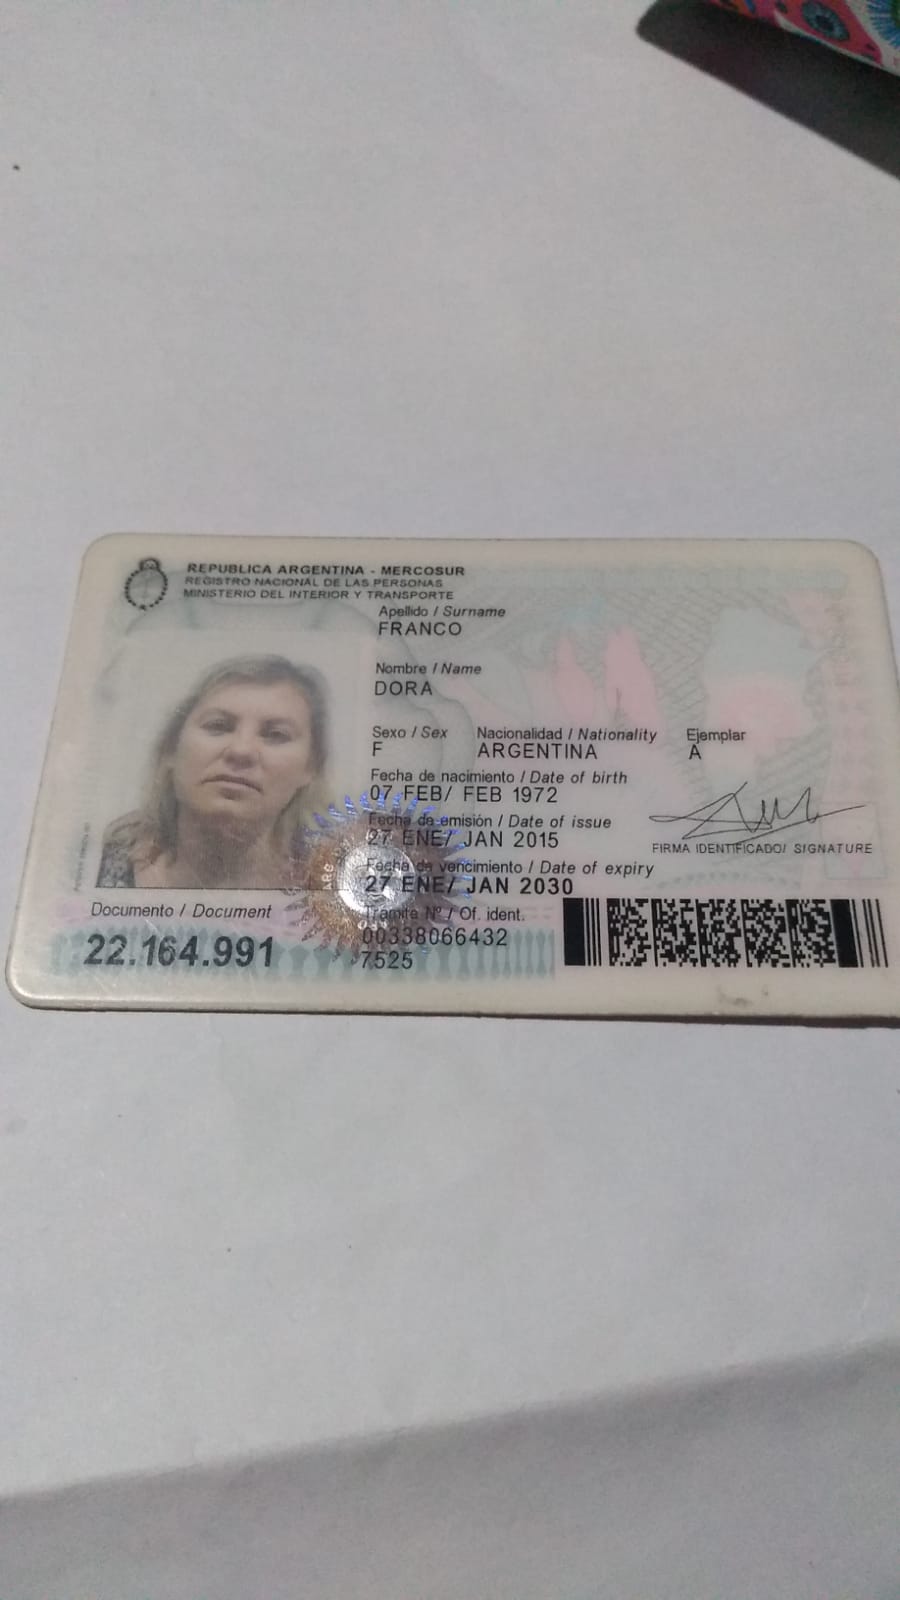 REPUBLICA ARGENTINA - MERCOSUR
REGISTRO NACIONAL DE LAS PERSONAS
MINISTERIO DEL INTERIOR Y TRANSPORTE
Apellido / Surname
FRANCO
Nombre / Name
DORA
Sexo / Sex Nacionalidad / Nationality Ejemplar
F ARGENTINA A
Fecha de nacimiento / Date of birth
07 FEB/ FEB 1972
Fecha de emisión / Date of issue
27 ENE/ JAN 2015
FIRMA IDENTIFICADO/ SIGNATURE
Fecha de vencimiento / Date of expiry
27 ENE/ JAN 2030
Documento / Document
22.164.991
Tramite Nº / Of. ident.
00338066432
7525
ARG